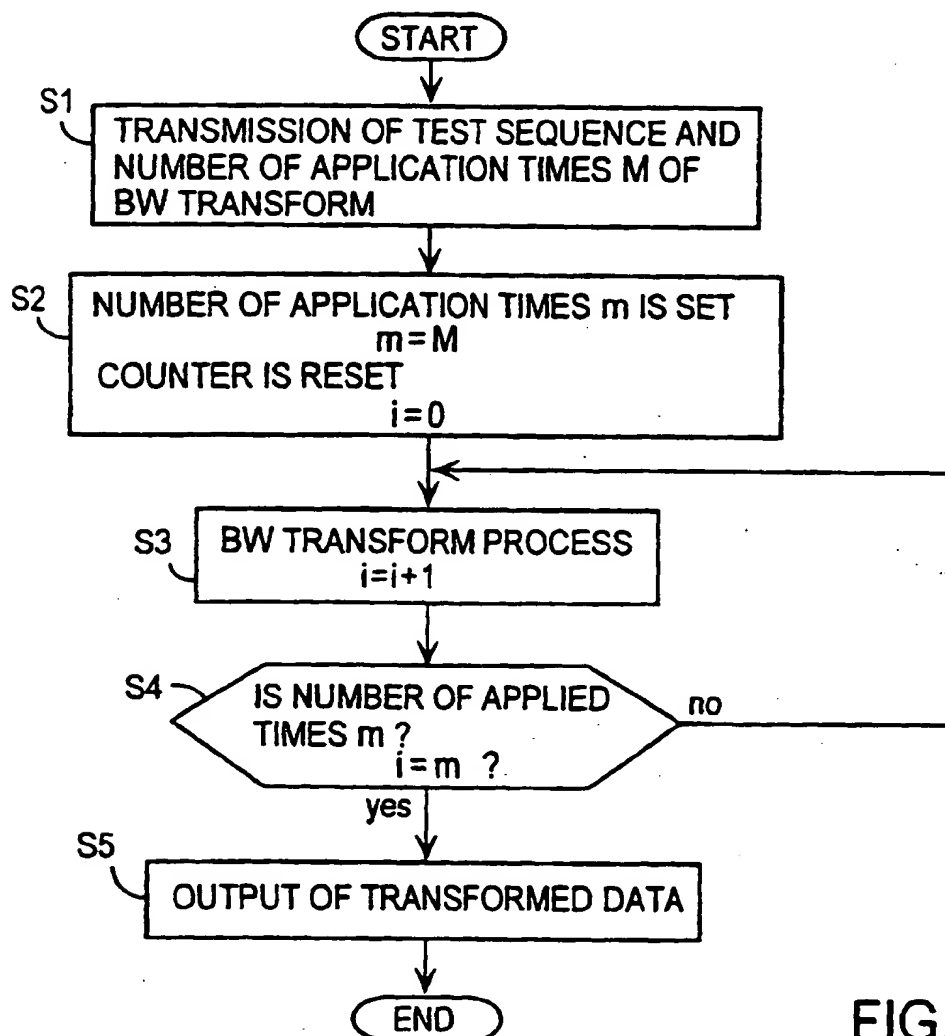 START
S1
TRANSMISSION OF TEST SEQUENCE AND
NUMBER OF APPLICATION TIMES M OF
BW TRANSFORM
S2
NUMBER OF APPLICATION TIMES m IS SET
m=M
COUNTER IS RESET
i=0
S3
BW TRANSFORM PROCESS
i=i+1
S4
IS NUMBER OF APPLIED
TIMES m ?
i=m ?
no
yes
S5
OUTPUT OF TRANSFORMED DATA
END
FIG